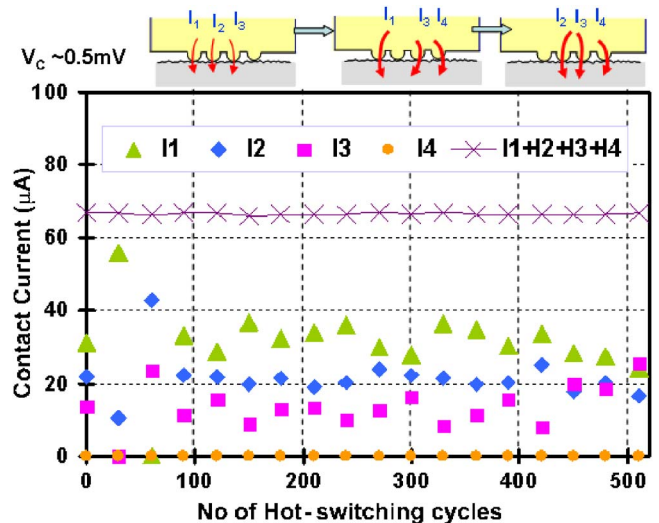 I1 I2 I3
I1 I3 I4
I2 I3 I4
VC ~0.5mV
I1 I2 I3 I4 I1+I2+I3+I4
Contact Current (μA)
100
80
60
40
20
0
0 100 200 300 400 500
No of Hot-switching cycles